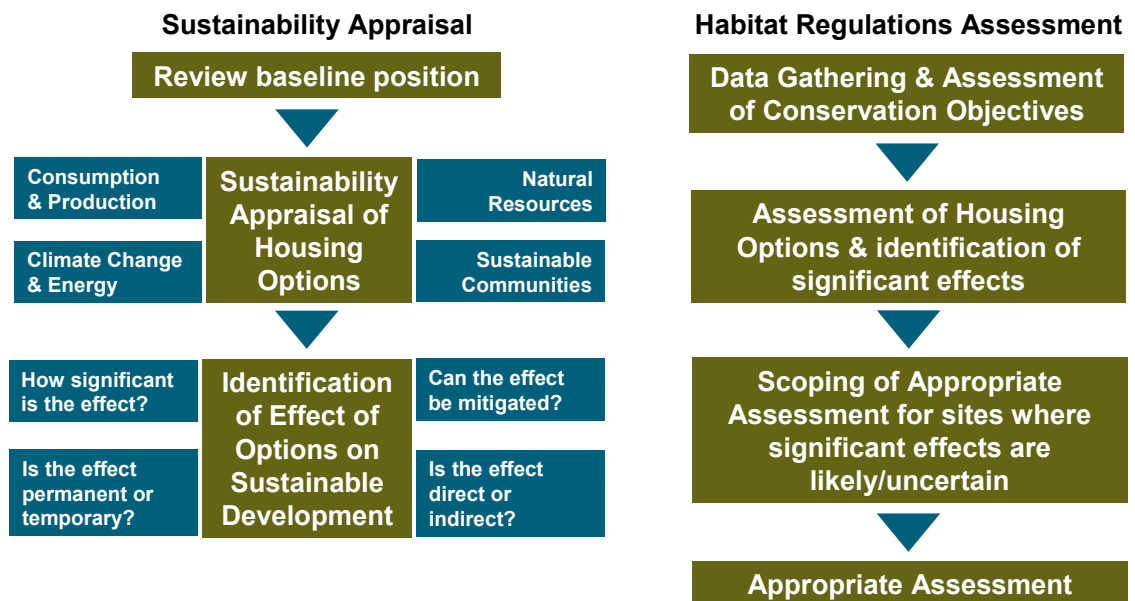 Sustainability Appraisal
Review baseline position
Consumption
& Production
Climate Change
& Energy
Sustainability
Appraisal of
Housing
Options
Natural
Resources
Sustainable
Communities
How significant
is the effect?
Is the effect
permanent or
temporary?
Identification
of Effect of
Options on
Sustainable
Development
Can the effect
be mitigated?
Is the effect
direct or
indirect?
Habitat Regulations Assessment
Data Gathering & Assessment
of Conservation Objectives
Assessment of Housing
Options & identification of
significant effects
Scoping of Appropriate
Assessment for sites where
significant effects are
likely/uncertain
Appropriate Assessment